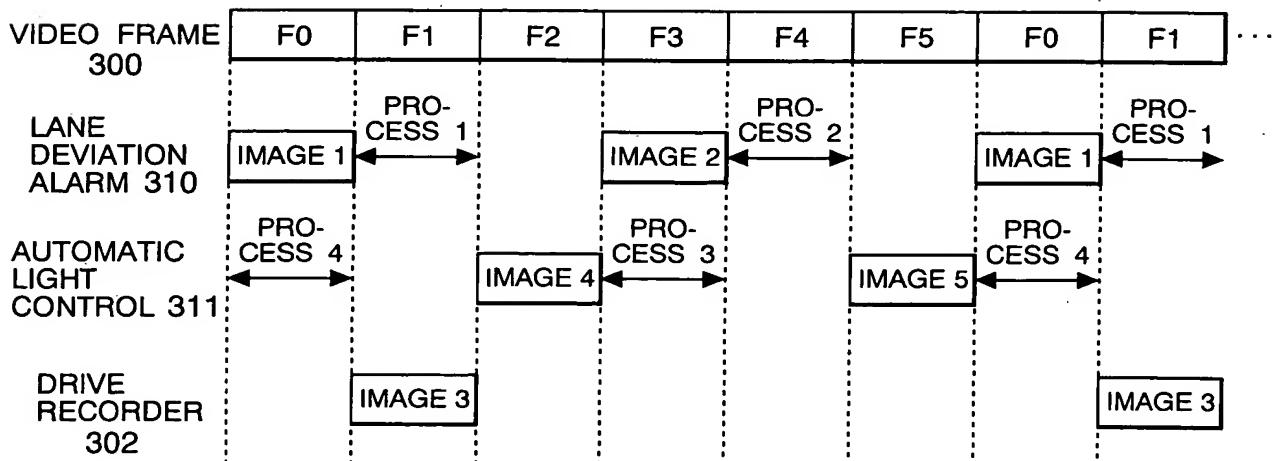 VIDEO FRAME 300 F0 F1 F2 F3 F4 F5 F0 F1 ...
LANE DEVIATION ALARM 310
IMAGE 1
PRO-
CESS 1
IMAGE 2
PRO-
CESS 2
IMAGE 1
PRO-
CESS 1
AUTOMATIC LIGHT CONTROL 311
PRO-
CESS 4
IMAGE 4
PRO-
CESS 3
IMAGE 5
PRO-
CESS 4
DRIVE RECORDER 302
IMAGE 3
IMAGE 3